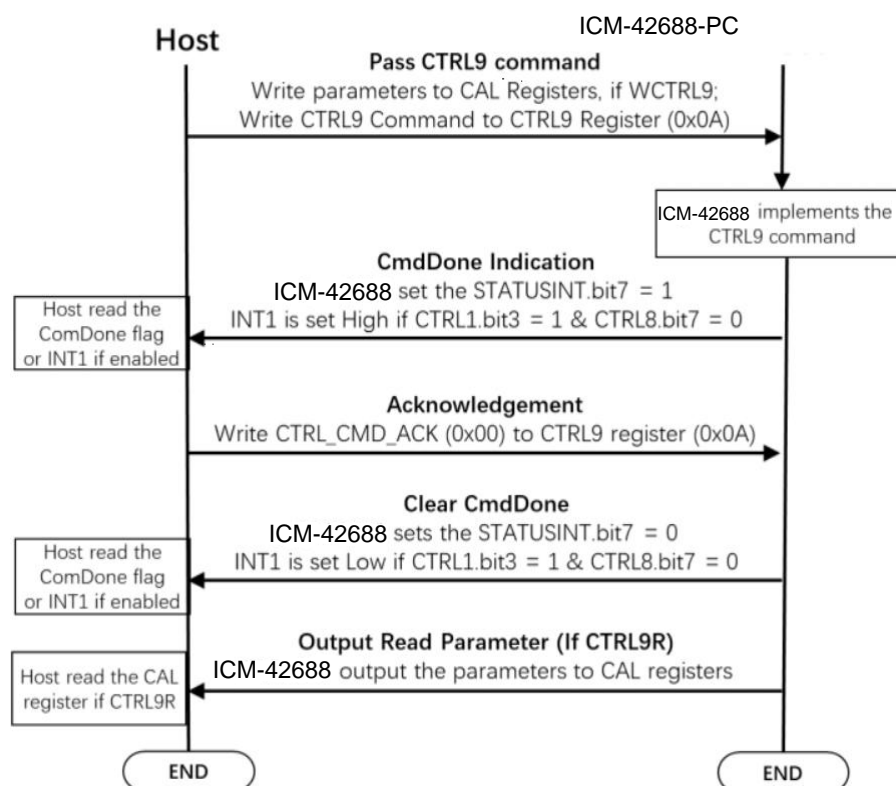 ICM-42688-PC
Host
Pass CTRL9 command
Write parameters to CAL Registers, if WCTRL9;
Write CTRL9 Command to CTRL9 Register (0x0A)
ICM-42688 implements the
CTRL9 command
CmdDone Indication
ICM-42688 set the STATUSINT.bit7 = 1
INT1 is set High if CTRL1.bit3 = 1 & CTRL8.bit7 = 0
Host read the
ComDone flag
or INT1 if enabled
Acknowledgement
Write CTRL_CMD_ACK (0x00) to CTRL9 register (0x0A)
Clear CmdDone
ICM-42688 sets the STATUSINT.bit7 = 0
INT1 is set Low if CTRL1.bit3 = 1 & CTRL8.bit7 = 0
Host read the
ComDone flag
or INT1 if enabled
Output Read Parameter (If CTRL9R)
ICM-42688 output the parameters to CAL registers
Host read the CAL
register if CTRL9R
END
END